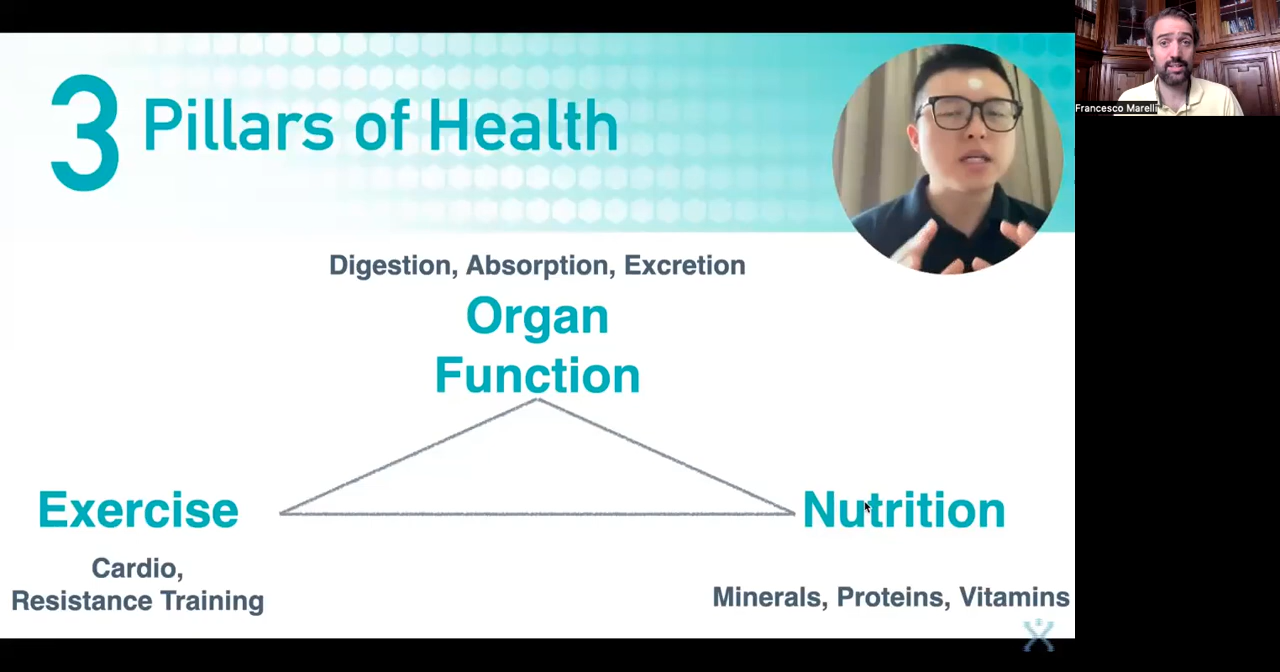 3 Pillars of Health
Francesco Marelli
Digestion, Absorption, Excretion
Organ
Function
Exercise
Nutrition
Cardio,
Resistance Training
Minerals, Proteins, Vitamins